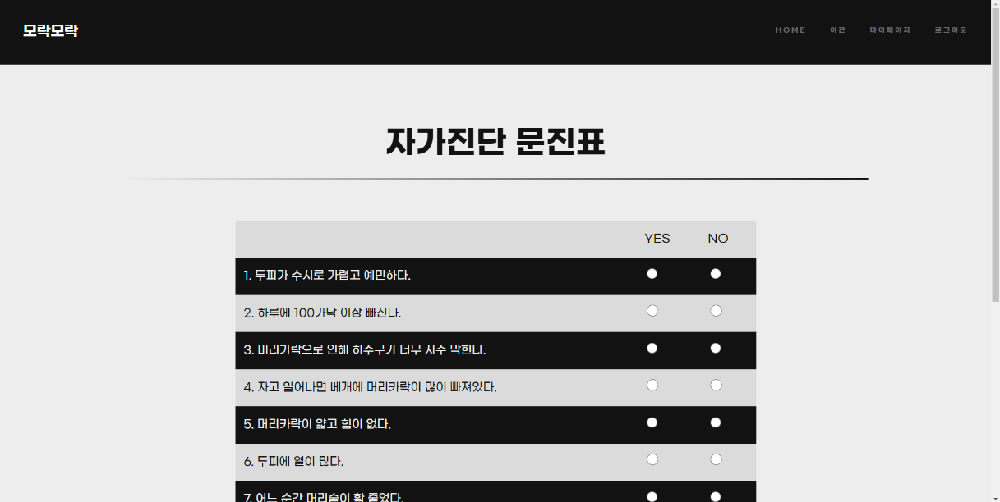 모락모락
HOME 이전 마이페이지 로그아웃
자가진단 문진표
YES NO
1. 두피가 수시로 가렵고 예민하다.
2. 하루에 100가닥 이상 빠진다.
3. 머리카락으로 인해 하수구가 너무 자주 막힌다.
4. 자고 일어나면 베개에 머리카락이 많이 빠져있다.
5. 머리카락이 얇고 힘이 없다.
6. 두피에 열이 많다.
7. 어느 순간 머리숱이 확 줄었다.